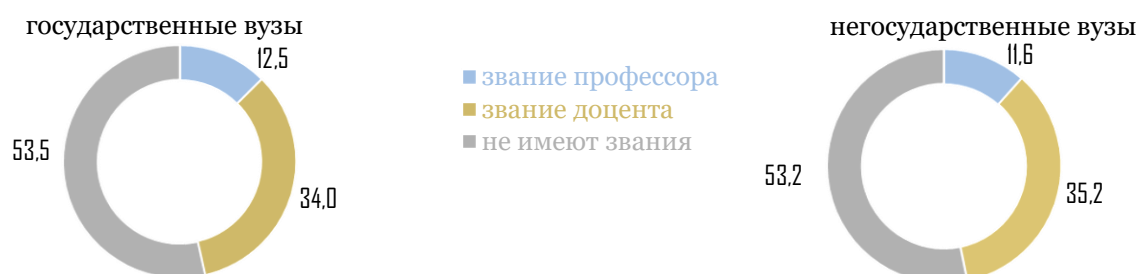 государственные вузы
12,5
53,5
34,0
звание профессора
звание доцента
не имеют звания
негосударственные вузы
11,6
53,2
35,2